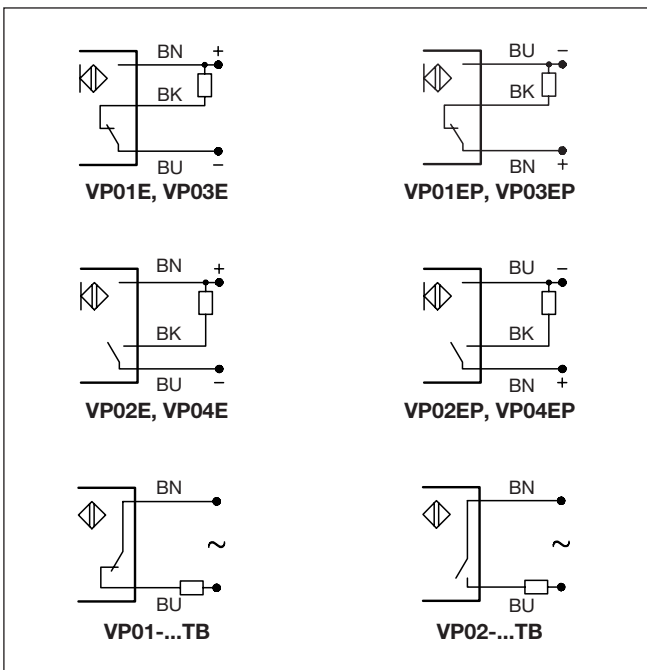 BN +
BK
BU −
VP01E, VP03E
BU −
BK
BN +
VP01EP, VP03EP
BN +
BK
BU −
VP02E, VP04E
BU −
BK
BN +
VP02EP, VP04EP
BN
~
BU
VP01-...TB
BN
~
BU
VP02-...TB